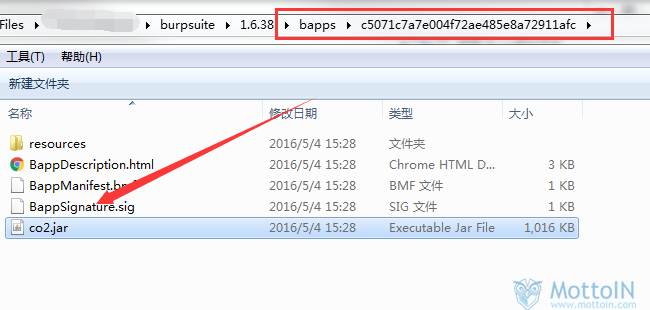 Files burpsuite 1.6.38 bapps c5071c7a7e004f72ae485e8a72911afc
工具(T) 帮助(H)
新建文件夹
名称 修改日期 类型 大小
resources 2016/5/4 15:28 文件夹
BappDescription.html 2016/5/4 15:28 Chrome HTML D... 3 KB
2016/5/4 15:28 BMF 文件 1 KB
BappSignature.sig 2016/5/4 15:28 SIG 文件 1 KB
co2.jar 2016/5/4 15:28 Executable Jar File 1,016 KB
MottoIN
www.mottoin.com